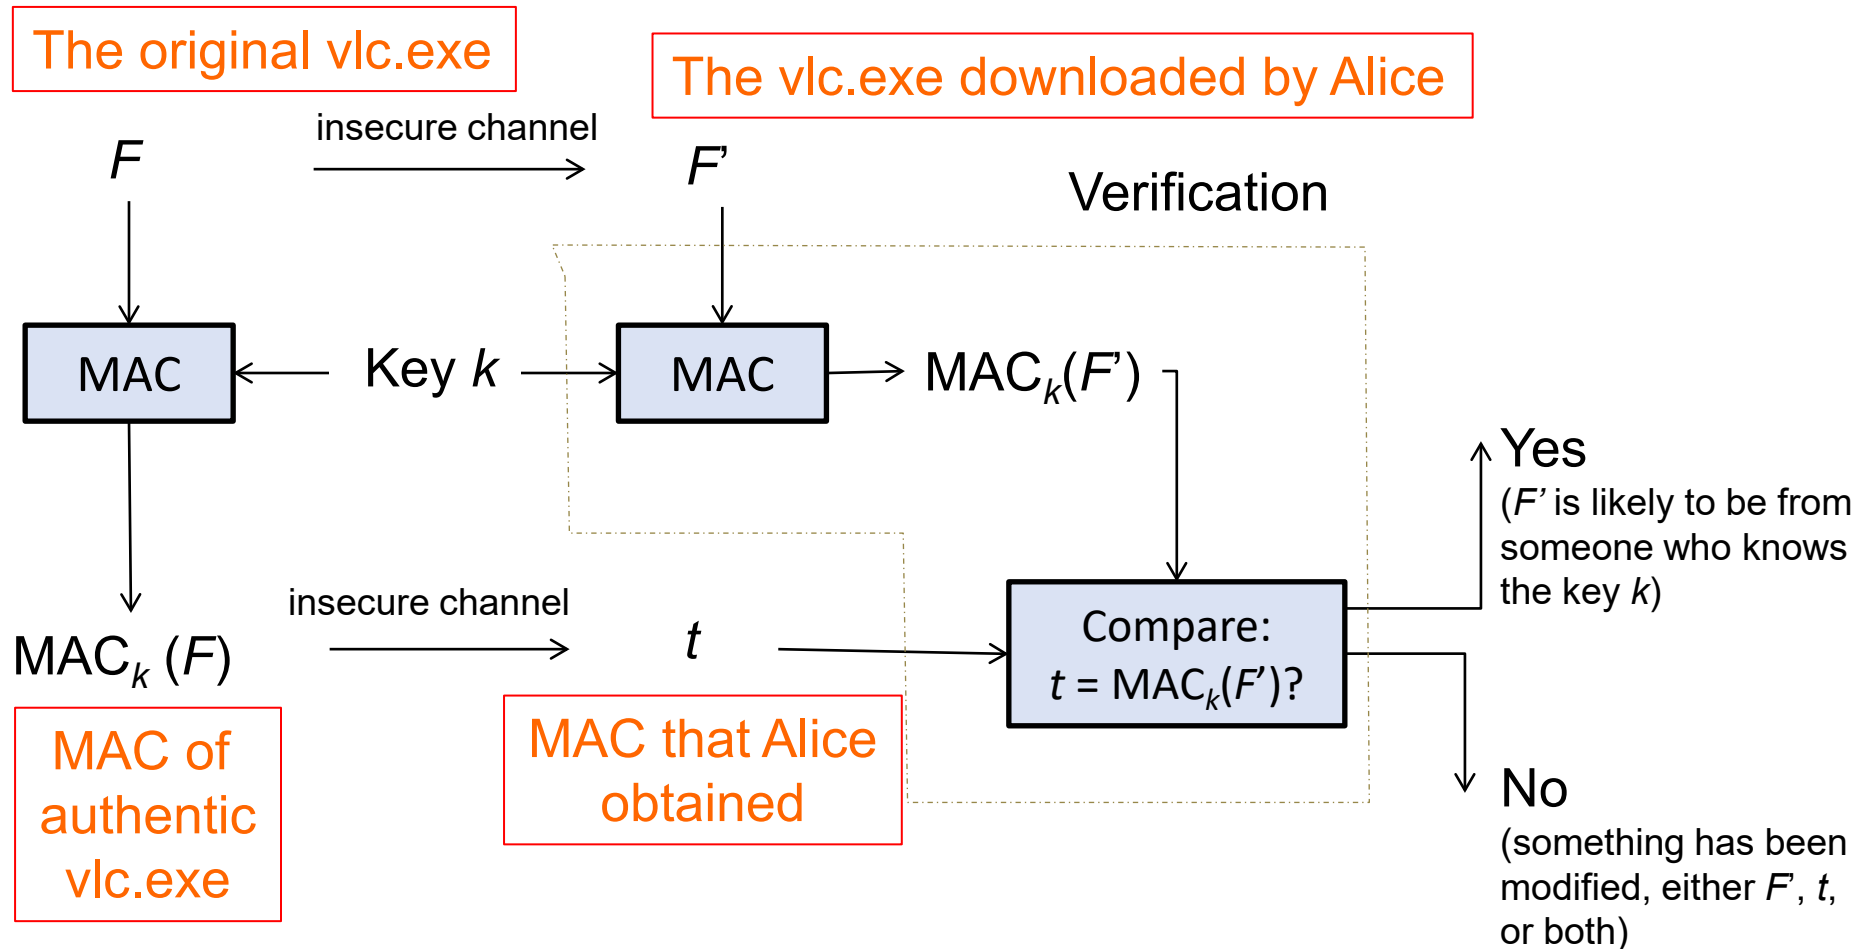 The original vlc.exe
The vlc.exe downloaded by Alice
insecure channel
F
F’
Verification
MAC
Key k
MAC
MACk(F’)
Yes
(F’ is likely to be from
someone who knows
the key k)
insecure channel
MACk (F)
t
Compare:
t = MACk(F’)?
MAC of
authentic
vlc.exe
MAC that Alice
obtained
No
(something has been
modified, either F’, t,
or both)